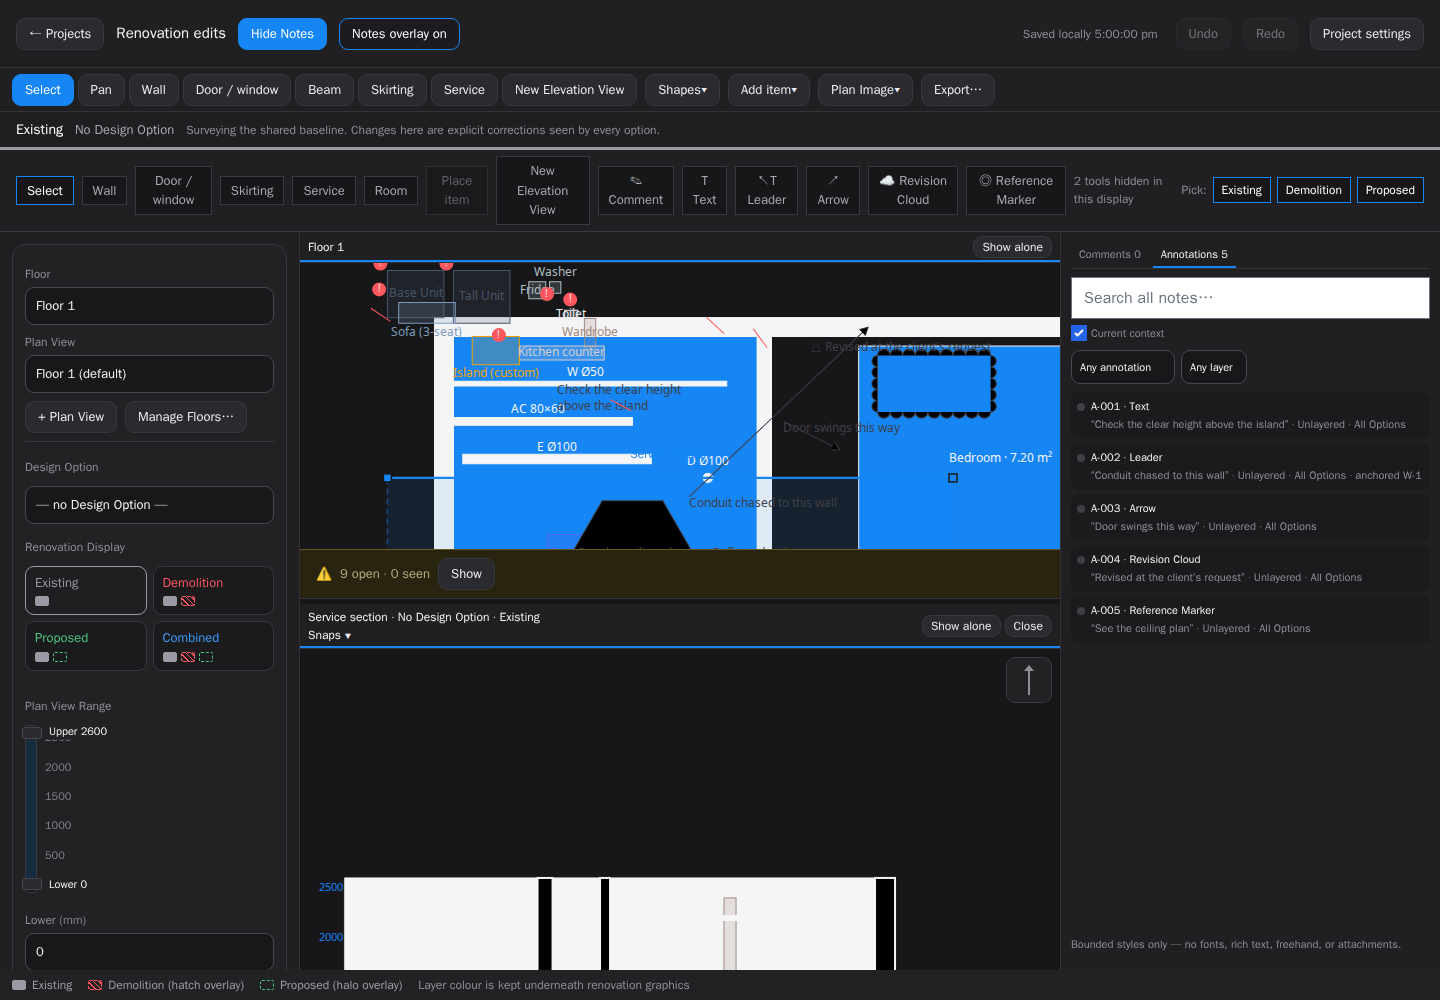 ← Projects Renovation edits Hide Notes Notes overlay on Saved locally 5:00:00 pm Undo Redo Project settings
Select Pan Wall Door / window Beam Skirting Service New Elevation View Shapes▾ Add item▾ Plan Image▾ Export⋯
Existing No Design Option Surveying the shared baseline. Changes here are explicit corrections seen by every option.
Select Wall Door / window Skirting Service Room Place item New Elevation View Comment T Text ↖T Leader ↗ Arrow ☁️ Revision Cloud ◎ Reference Marker 2 tools hidden in this display Pick: Existing Demolition Proposed
Floor
Floor 1
Plan View
Floor 1 (default)
+ Plan View Manage Floors⋯
Design Option
— no Design Option —
Renovation Display
Existing Demolition
Proposed Combined
Plan View Range
Upper 2600
2000
1500
1000
500
Lower 0
Lower (mm)
0
Floor 1 Show alone
Washer
Base Unit Tall Unit Fridge
Toilet
Sofa (3-seat) Wardrobe
Kitchen counter
△ Revised at the client's request
Island (custom) W Ø50
Check the clear height
above the island
AC 80×60
Door swings this way
E Ø100
D Ø100
Bedroom · 7.20 m²
Conduit chased to this wall
⚠️ 9 open · 0 seen Show
Service section · No Design Option · Existing
Snaps ▾ Show alone Close
2500
2000
Comments 0 Annotations 5
Search all notes⋯
Current context
Any annotation Any layer
A-001 · Text
"Check the clear height above the island" · Unlayered · All Options
A-002 · Leader
"Conduit chased to this wall" · Unlayered · All Options · anchored W-1
A-003 · Arrow
"Door swings this way" · Unlayered · All Options
A-004 · Revision Cloud
"Revised at the client's request" · Unlayered · All Options
A-005 · Reference Marker
"See the ceiling plan" · Unlayered · All Options
Bounded styles only — no fonts, rich text, freehand, or attachments.
Existing Demolition (hatch overlay) Proposed (halo overlay) Layer colour is kept underneath renovation graphics